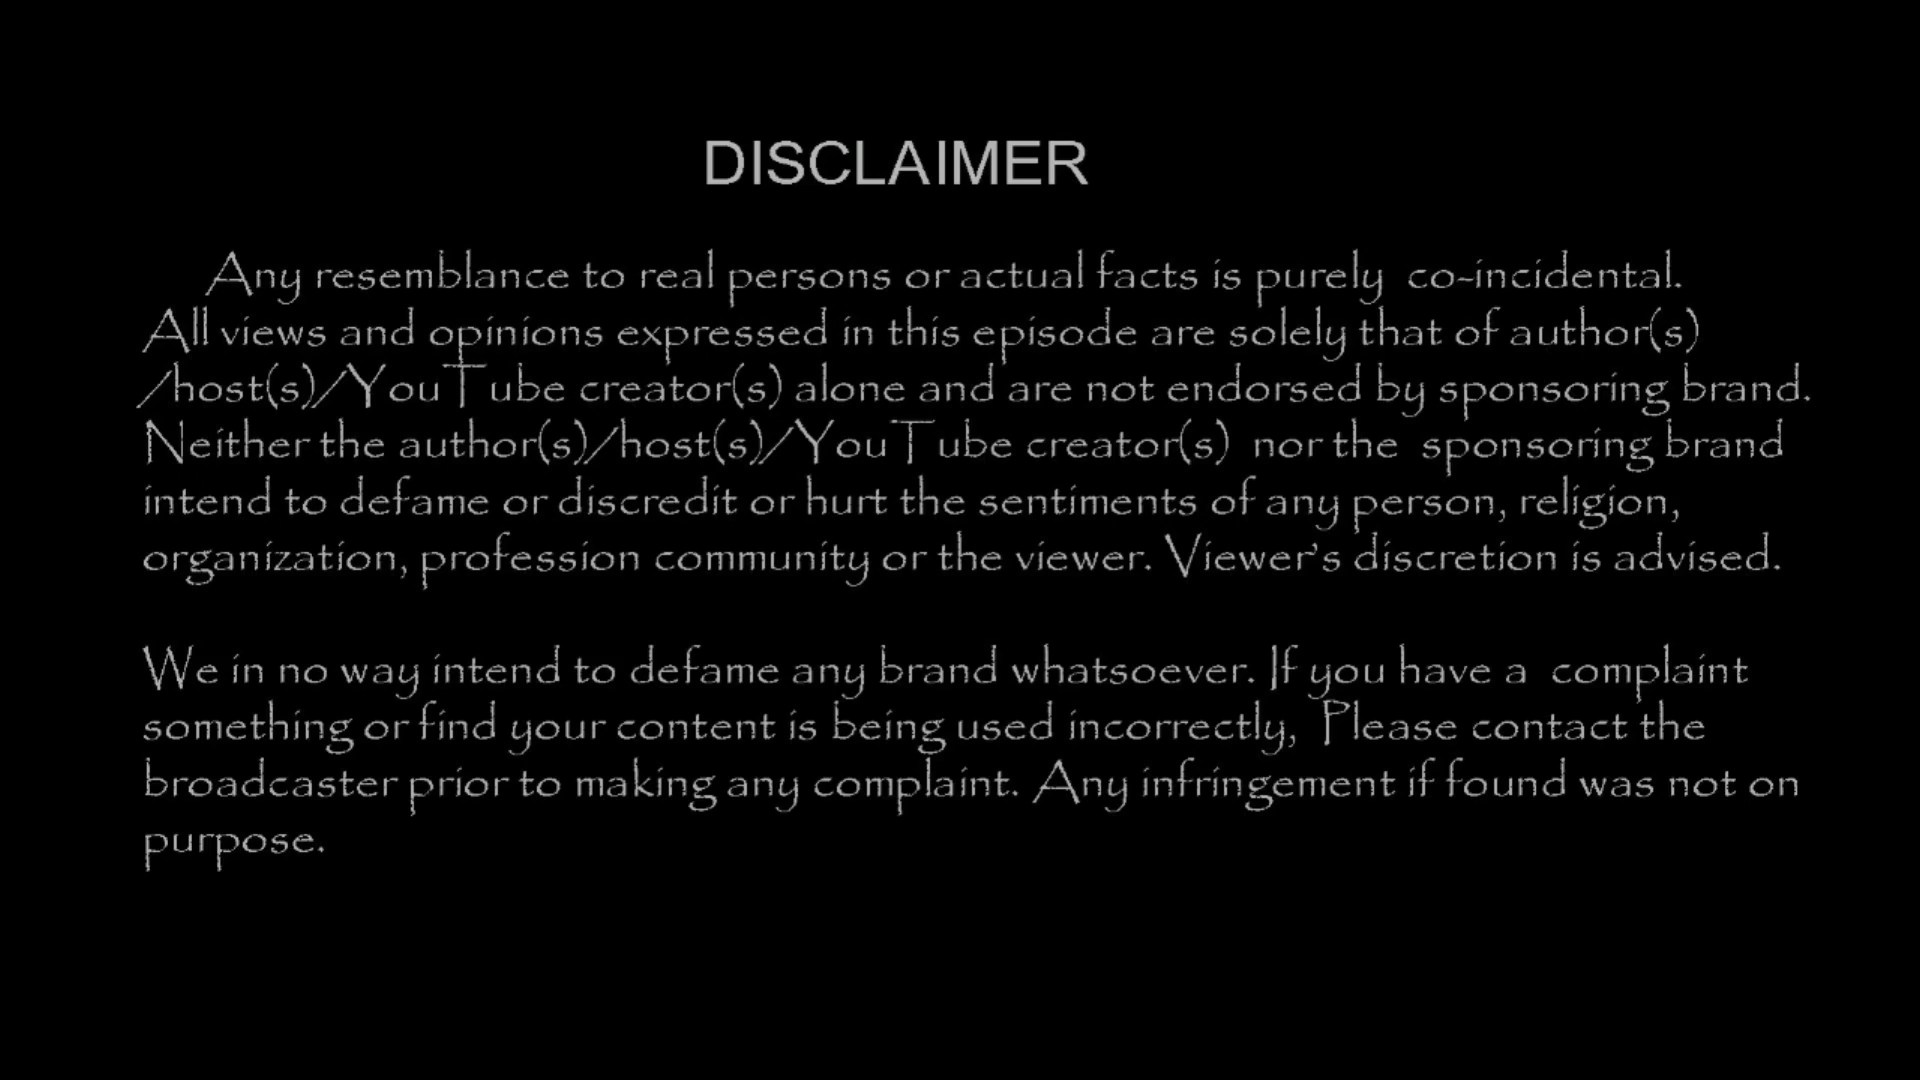 DISCLAIMER
Any resemblance to real persons or actual facts is purely co-incidental.
All views and opinions expressed in this episode are solely that of author(s)
/host(s)/YouTube creator(s) alone and are not endorsed by sponsoring brand.
Neither the author(s)/host(s)/YouTube creator(s) nor the sponsoring brand
intend to defame or discredit or hurt the sentiments of any person, religion,
organization, profession community or the viewer. Viewer's discretion is advised.
We in no way intend to defame any brand whatsoever. If you have a complaint
something or find your content is being used incorrectly, Please contact the
broadcaster prior to making any complaint. Any infringement if found was not on
purpose.